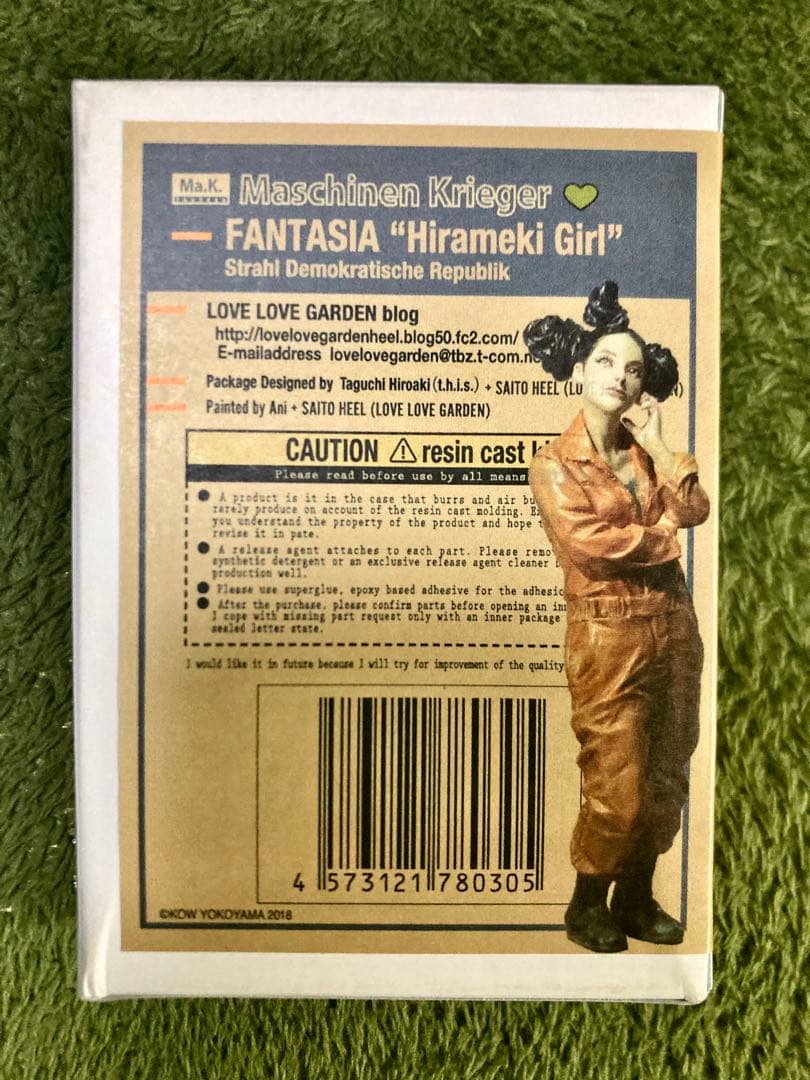 Ma.K.
Maschinen Krieger
FANTASIA “Hirameki Girl”
Strahl Demokratische Republik
LOVE LOVE GARDEN blog
http://lovelovegardenheel.blog50.fc2.com/
E-mailaddress lovelovegarden@tbz.t-com.ne
Package Designed by Taguchi Hiroaki (t.h.i.s.) + SAITO HEEL (LO
Painted by Ani + SAITO HEEL (LOVE LOVE GARDEN)
CAUTION ⚠ resin cast
Please read before use by all means
● A product is it in the case that burrs and air bu
rarely produce on account of the resin cast molding.
you understand the property of the product and hope
revise it in pate.
● A release agent attaches to each part. Please remo
synthetic detergent or an exclusive release agent cleaner
production well.
● Please use superglue, epoxy based adhesive for the adhesic
● After the purchase, please confirm parts before opening an inn
I cope with missing part request only with an inner package
sealed letter state.
I would like it in future because I will try for improvement of the quality
4 573121 780305
©KOW YOKOYAMA 2018